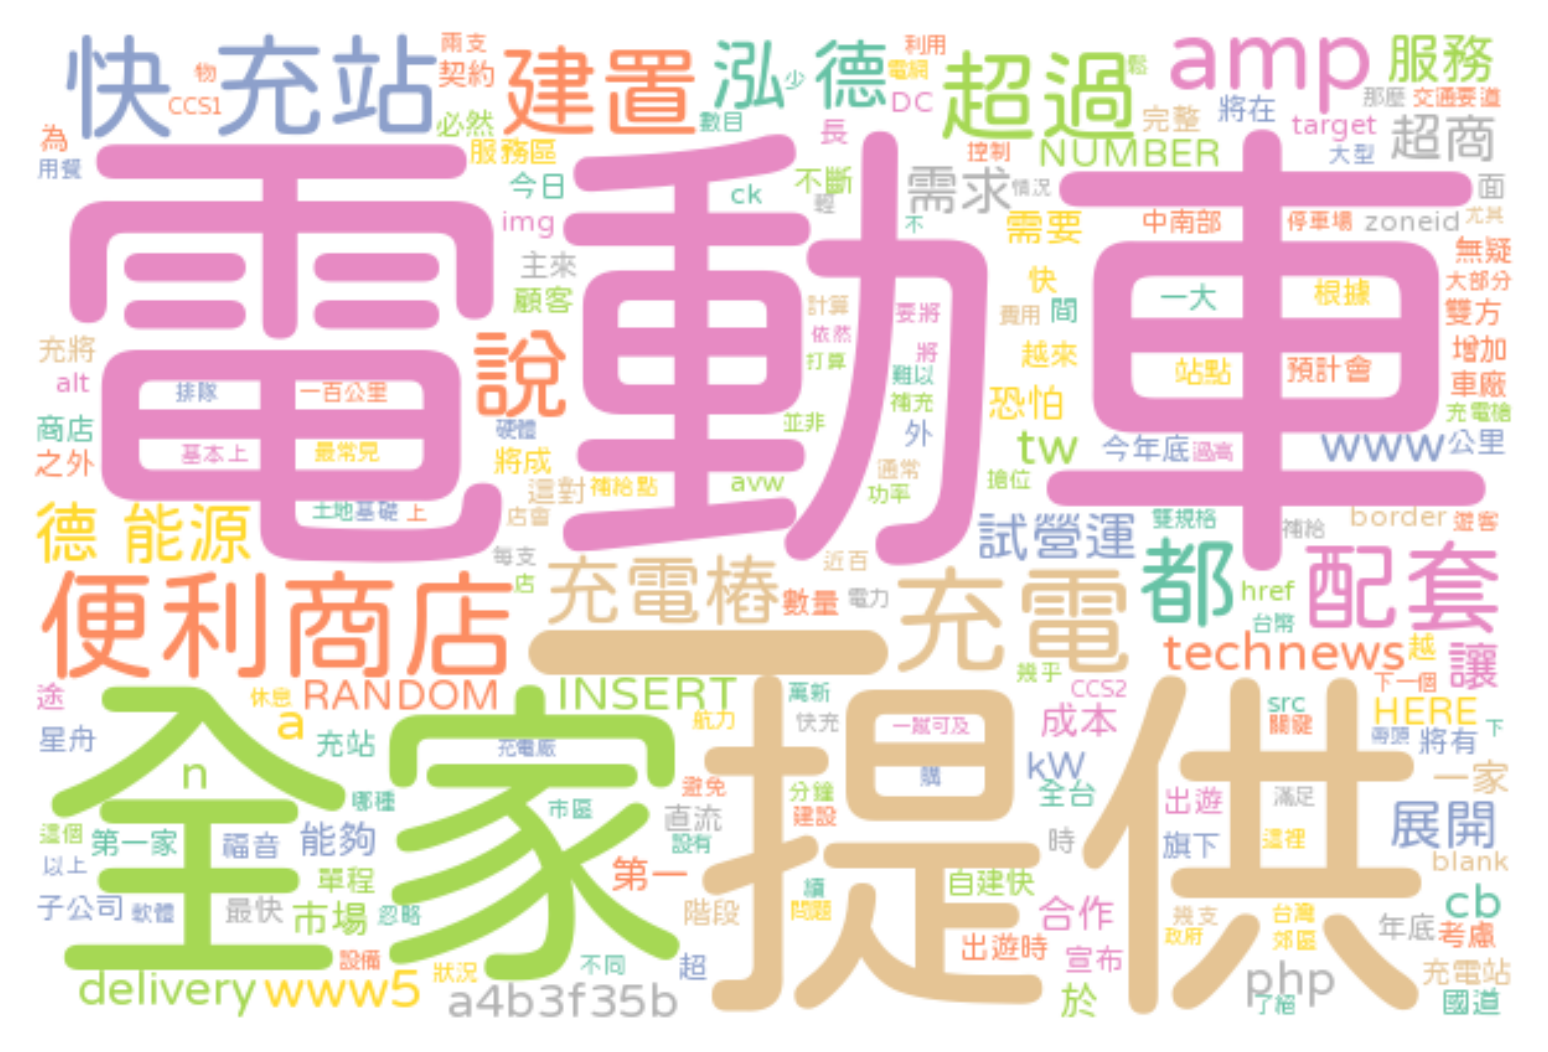 快充站
兩支
契約
物
CCS1
必然
建置
泓德
少
利用
電網
DC
超過
鬆
amp
服務
那麼
交通要道
將在
完整
target
超商
大型
為
用餐
服務區
數目
長
控制
NUMBER
電動車
今日
ck
不斷
輕
需求
情況
面
img
不
需要
中南部
停車場
zoneid
尤其
主來
無疑
快
大部分
顧客
計算
要將
費用
間
一大
根據
雙方
充將
說
依然
將
越來
站點
預計會
增加
alt
打算
難以
車廠
排隊
一百公里
補充
恐怕
充電槍
商店
硬體
並非
外
tw
今年底
過高
www
公里
之外
基本上
最常見
將成
通常
這對
補給點
avw
功率
搶位
德 能源
土地
基礎
上
店會
試營運
雙規格
補給
border
遊客
每支
近百
都
配套
便利商店
店
充電樁
數量
電力
充電
href
台幣
一
technews
越
讓
途
休息
RANDOM
INSERT
萬新
幾乎
CCS2
下一個
a
航力
快充
成本
src
關鍵
HERE
下
星舟
充站
全家
充電廠
提供
一蹴可及
專頭
將有
n
購
kW
一家
哪種
市區
避免
分鐘
全台
出遊
滿足
這個
第一家
福音
能夠
直流
建設
設有
時
旗下
這裡
展開
以上
單程
第一
自建快
blank
子公司
軟體
最快
市場
忽略
階段
續
問題
合作
幾支
政府
台灣
郊區
cb
年底
考慮
設備
狀況
不同
超
出遊時
宣布
充電站
delivery
www5
a4b3f35b
於
php
了絕
國道